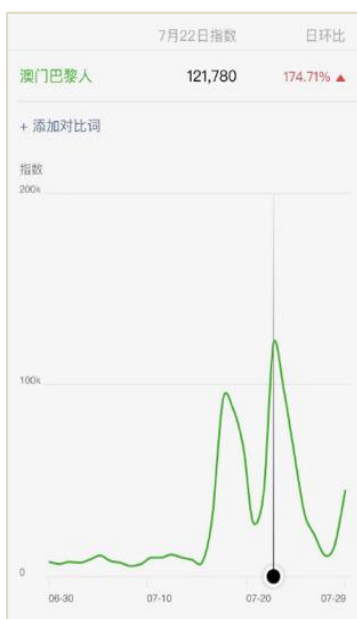 7月22日指数 日环比
澳门巴黎人 121,780 174.71% ▲
+ 添加对比词
指数
200k
100k
0
06-30 07-10 07-20 07-29